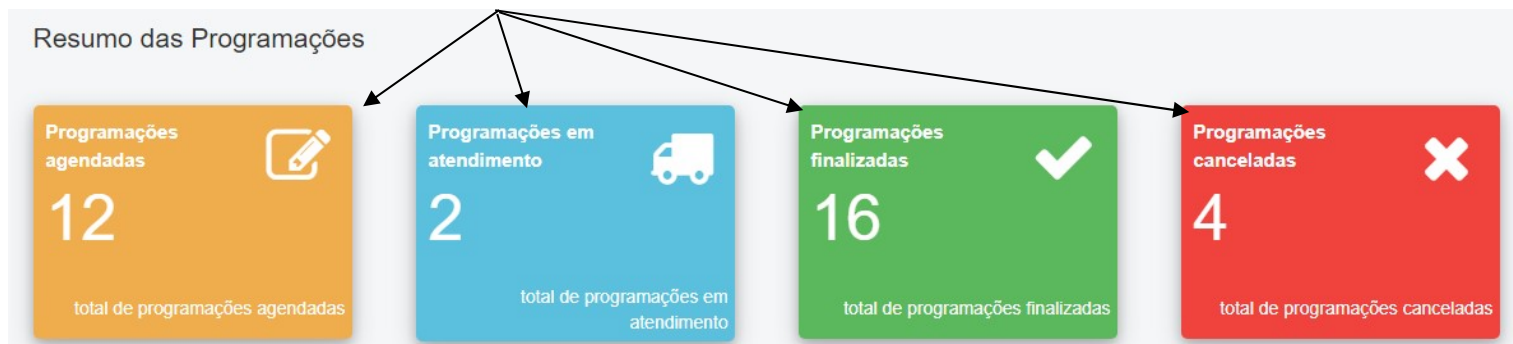 Resumo das Programações
Programações
agendadas
12
total de programações agendadas
Programações em
atendimento
2
total de programações em
atendimento
Programações
finalizadas
16
total de programações finalizadas
Programações
canceladas
4
total de programações canceladas